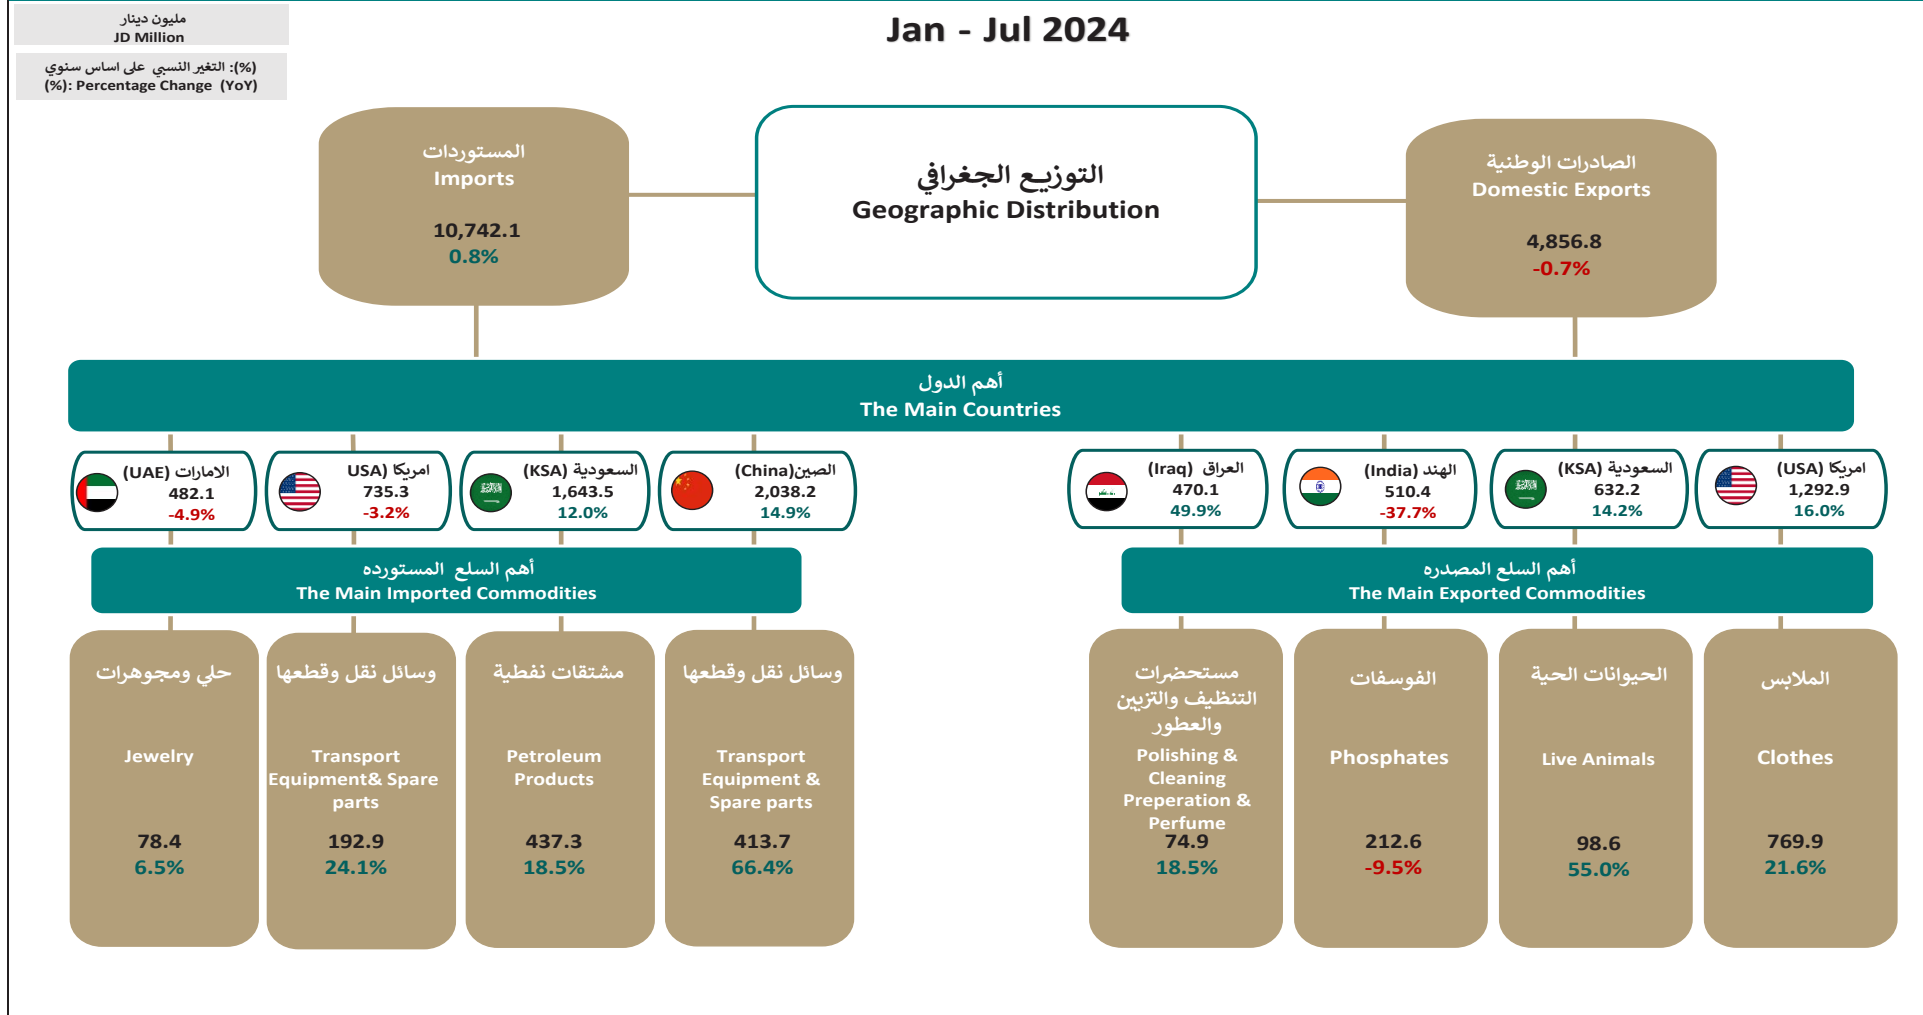 مليون دينار
JD Million
(%): التغير النسبي على اساس سنوي
(%): Percentage Change (YoY)
Jan - Jul 2024
المستوردات
Imports
10,742.1
0.8%
التوزيع الجغرافي
Geographic Distribution
الصادرات الوطنية
Domestic Exports
4,856.8
-0.7%
أهم الدول
The Main Countries
الامارات (UAE)
482.1
-4.9%
امريكا (USA
735.3
-3.2%
السعودية (KSA)
1,643.5
12.0%
الصين(China)
2,038.2
14.9%
العراق (Iraq)
470.1
49.9%
الهند (India)
510.4
-37.7%
السعودية (KSA)
632.2
14.2%
امريكا (USA)
1,292.9
16.0%
أهم السلع المستورده
The Main Imported Commodities
أهم السلع المصدره
The Main Exported Commodities
حلي ومجوهرات
Jewelry
78.4
6.5%
وسائل نقل وقطعها
Transport
Equipment& Spare
parts
192.9
24.1%
مشتقات نفطية
Petroleum
Products
437.3
18.5%
وسائل نقل وقطعها
Transport
Equipment &
Spare parts
413.7
66.4%
مستحضرات
التنظيف والتزيين
والعطور
Polishing &
Cleaning
Preperation &
Perfume
74.9
18.5%
الفوسفات
Phosphates
212.6
-9.5%
الحيوانات الحية
Live Animals
98.6
55.0%
الملابس
Clothes
769.9
21.6%